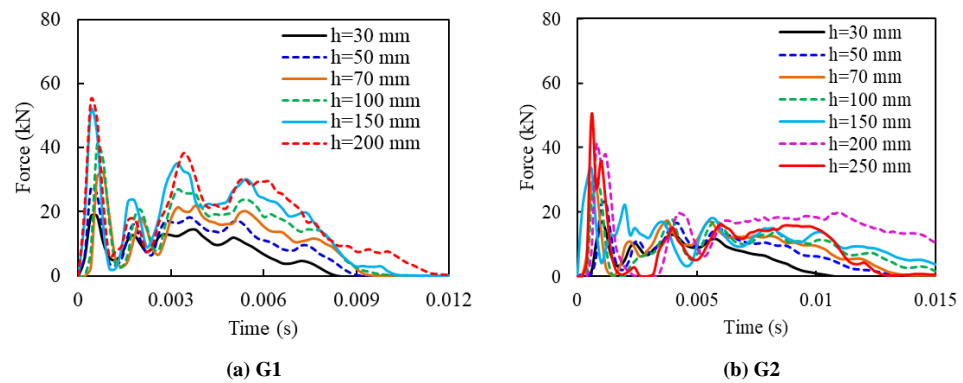 80
60
40
20
0
Force (kN)
h=30 mm
h=50 mm
h=70 mm
h=100 mm
h=150 mm
h=200 mm
0 0.003 0.006 0.009 0.012
Time (s)
(a) G1
80
60
40
20
0
Force (kN)
h=30 mm
h=50 mm
h=70 mm
h=100 mm
h=150 mm
h=200 mm
h=250 mm
0 0.005 0.01 0.015
Time (s)
(b) G2